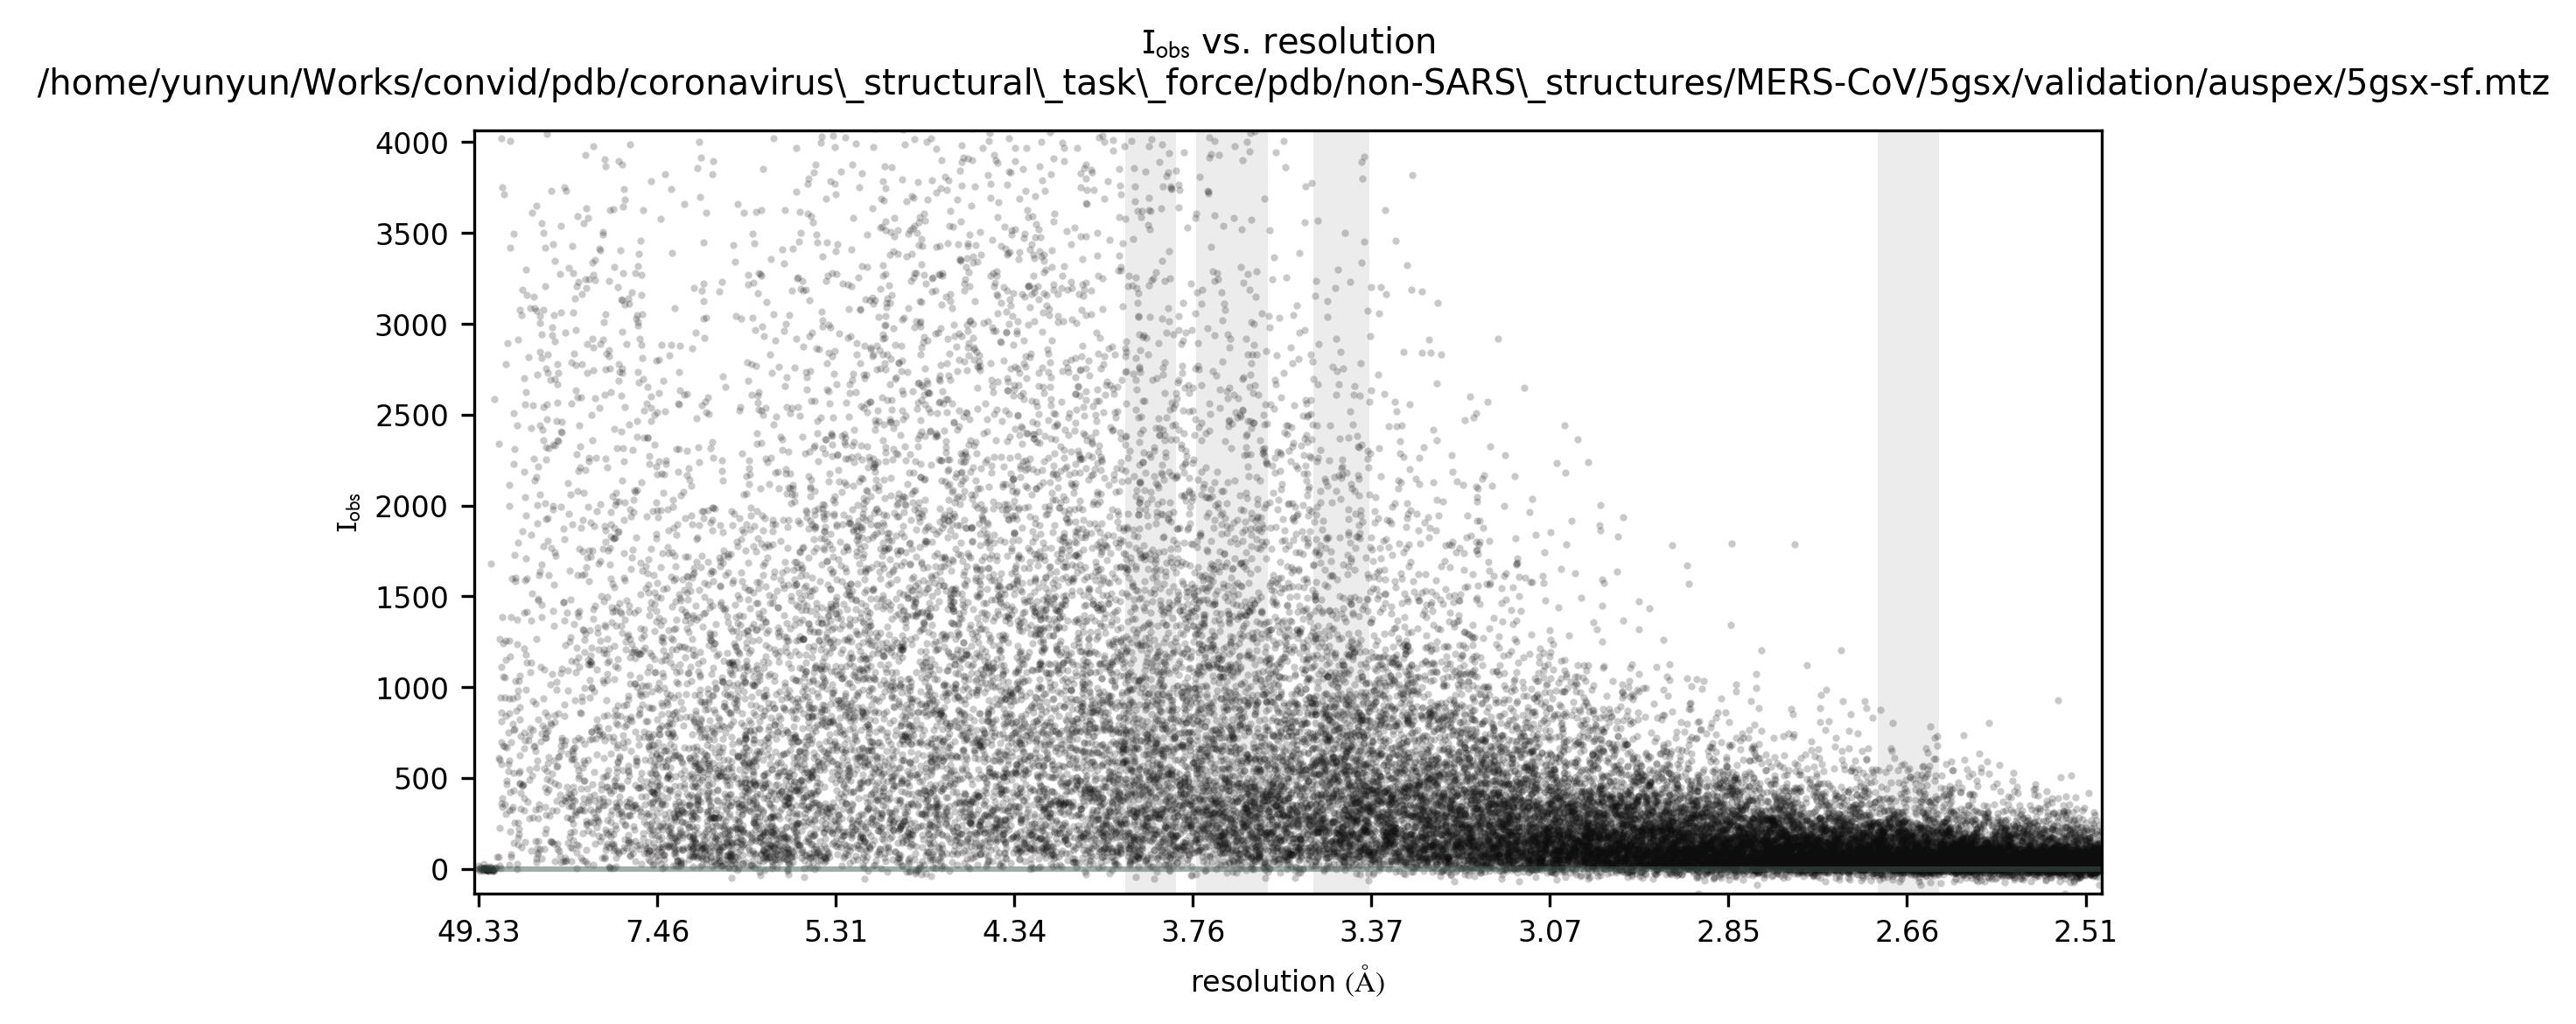 I_obs vs. resolution
/home/yunyun/Works/convid/pdb/coronavirus\_structural\_task\_force/pdb/non-SARS\_structures/MERS-CoV/5gsx/validation/auspex/5gsx-sf.mtz
4000
3500
3000
2500
2000
1500
1000
500
0
I_obs
49.33 7.46 5.31 4.34 3.76 3.37 3.07 2.85 2.66 2.51
resolution (Å)